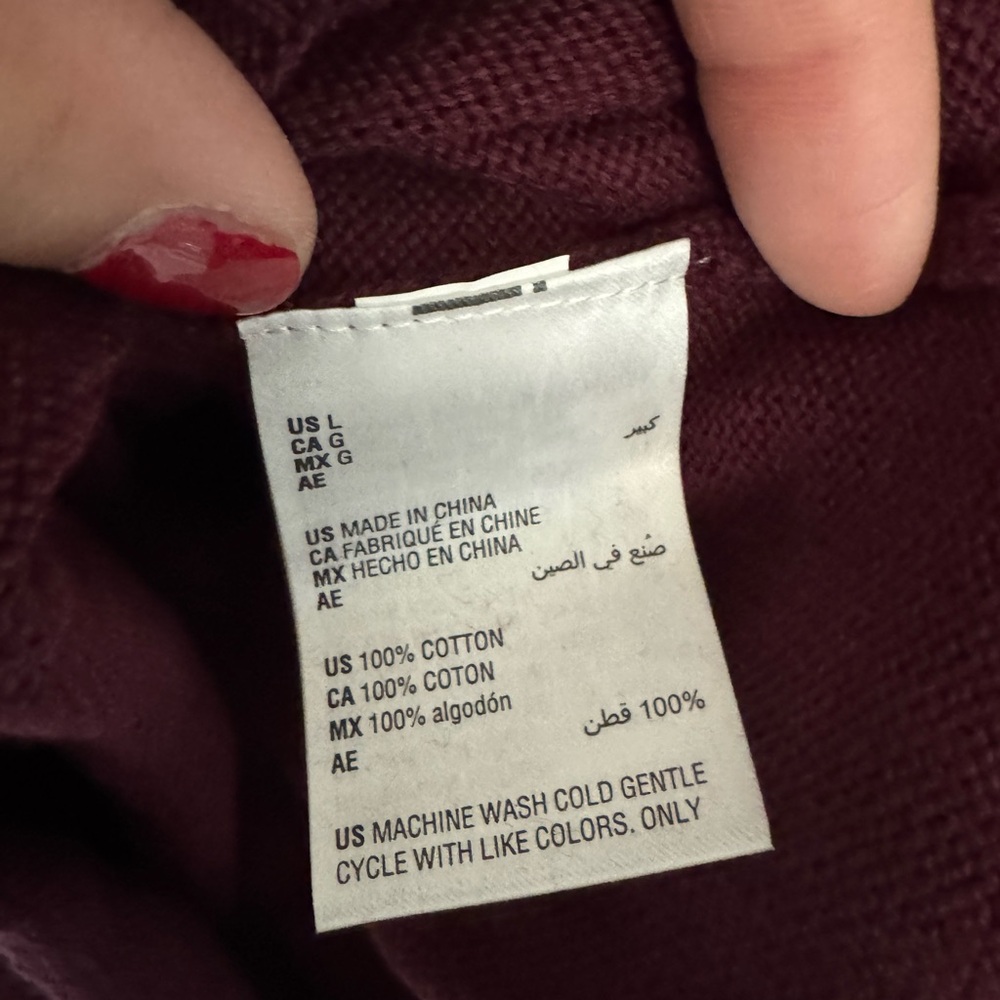 US L
CA G
MX G
AE كبير
US MADE IN CHINA
CA FABRIQUÉ EN CHINE
MX HECHO EN CHINA
AE صُنع في الصين
US 100% COTTON
CA 100% COTON
MX 100% algodón
AE 100% قطن
US MACHINE WASH COLD GENTLE
CYCLE WITH LIKE COLORS. ONLY